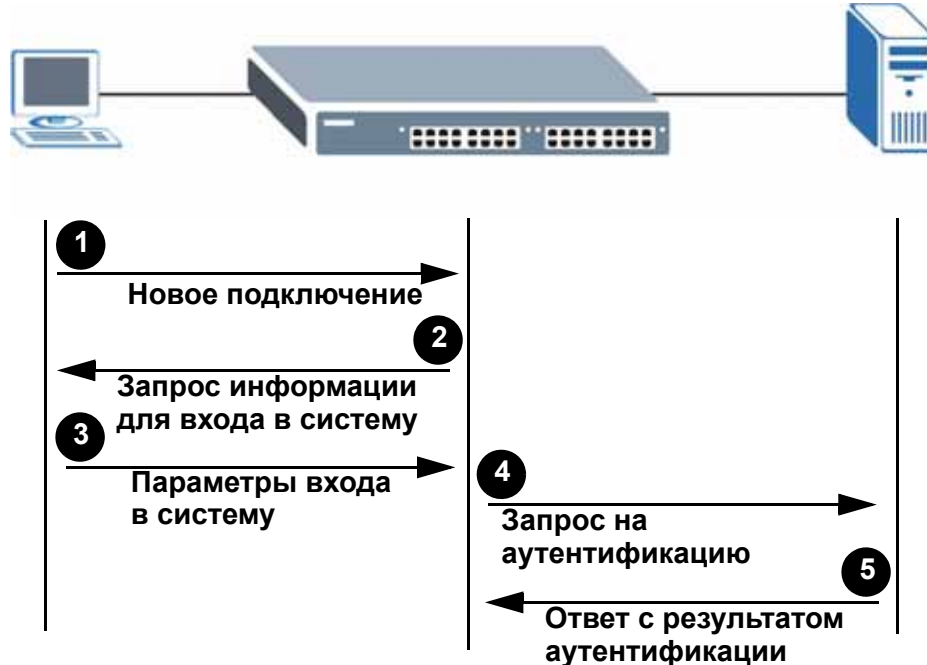 1
Новое подключение
2
Запрос информации
для входа в систему
3
Параметры входа
в систему
4
Запрос на
аутентификацию
5
Ответ с результатом
аутентификации